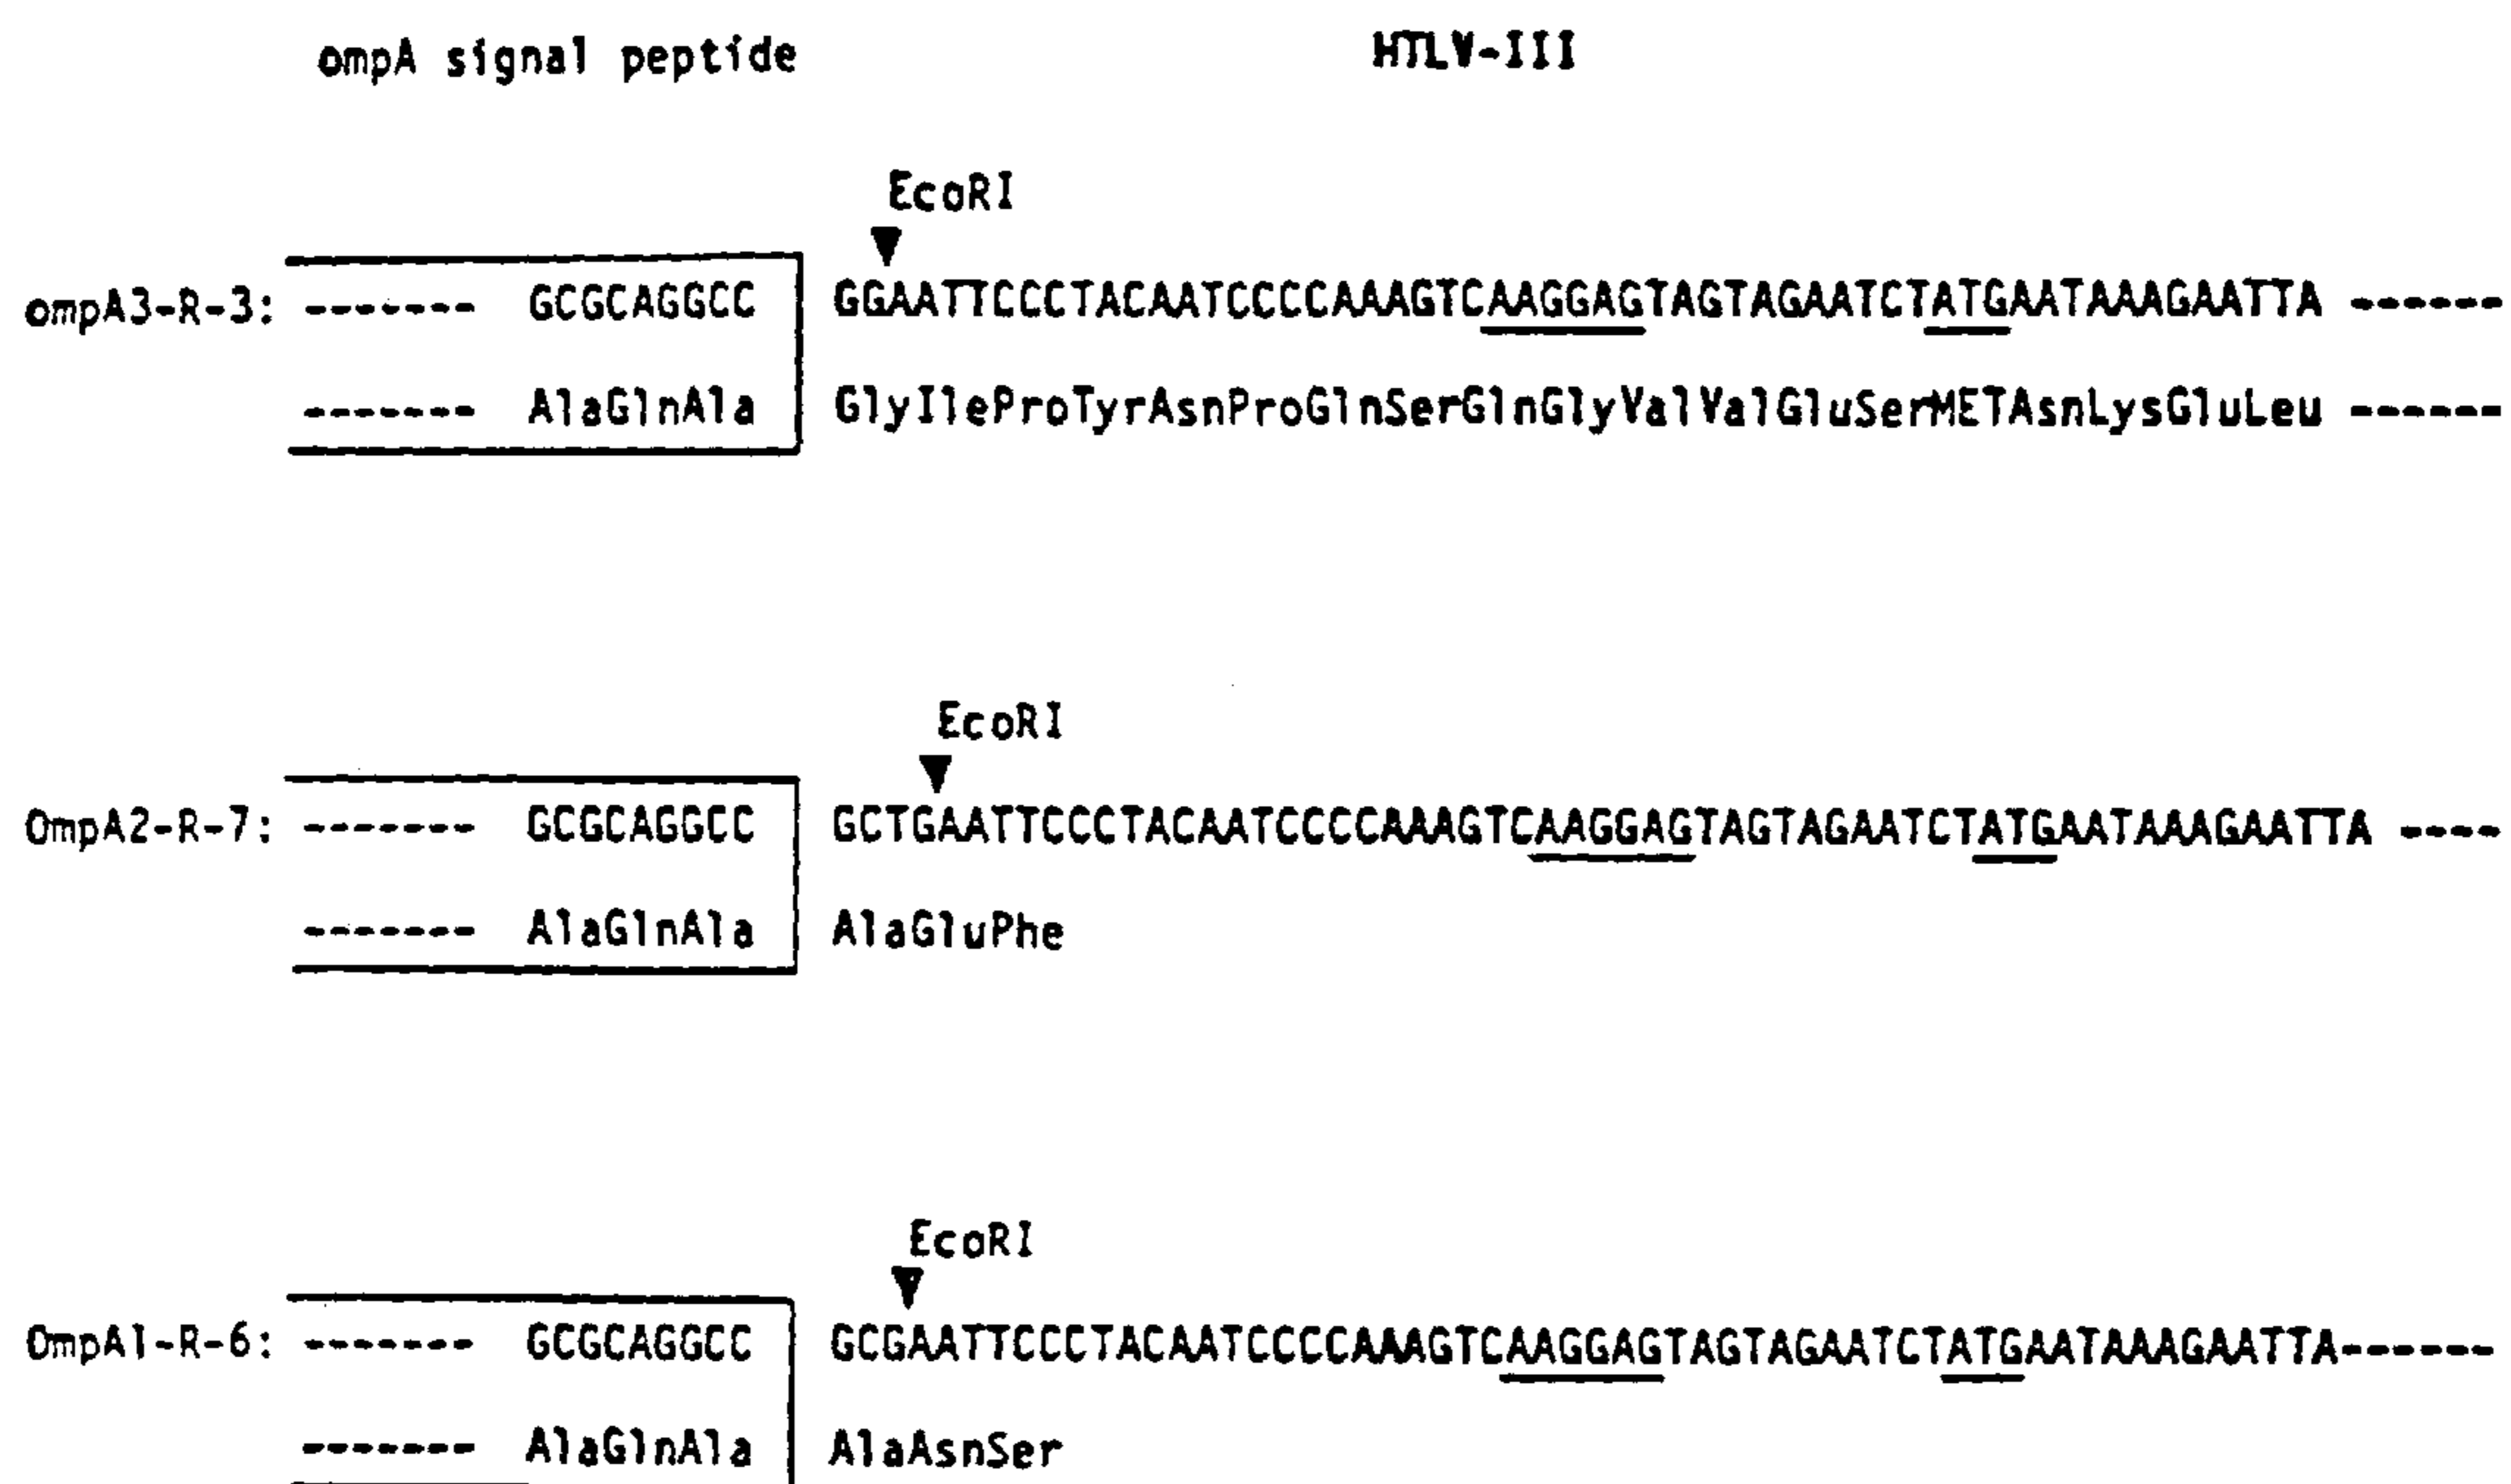 ompA signal peptide HTLV-III
EcoRI
ompA3-R-3: ------- GCGCAGGCC GGAATTCCCTACAATCCCCAAAGTCAAGGAGTAGTAGAATCTATGAATAAAGAATTA ------
------- AlaGlnAla GlyIleProTyrAsnProGlnSerGlnGlyValValGluSerMETAsnLysGluLeu ------
EcoRI
OmpA2-R-7: ------- GCGCAGGCC GCTGAATTCCCTACAATCCCCAAAGTCAAGGAGTAGTAGAATCTATGAATAAAGAATTA ----
------- AlaGlnAla AlaGluPhe
EcoRI
OmpA1-R-6: ------- GCGCAGGCC GCGAATTCCCTACAATCCCCAAAGTCAAGGAGTAGTAGAATCTATGAATAAAGAATTA------
------- AlaGlnAla AlaAsnSer